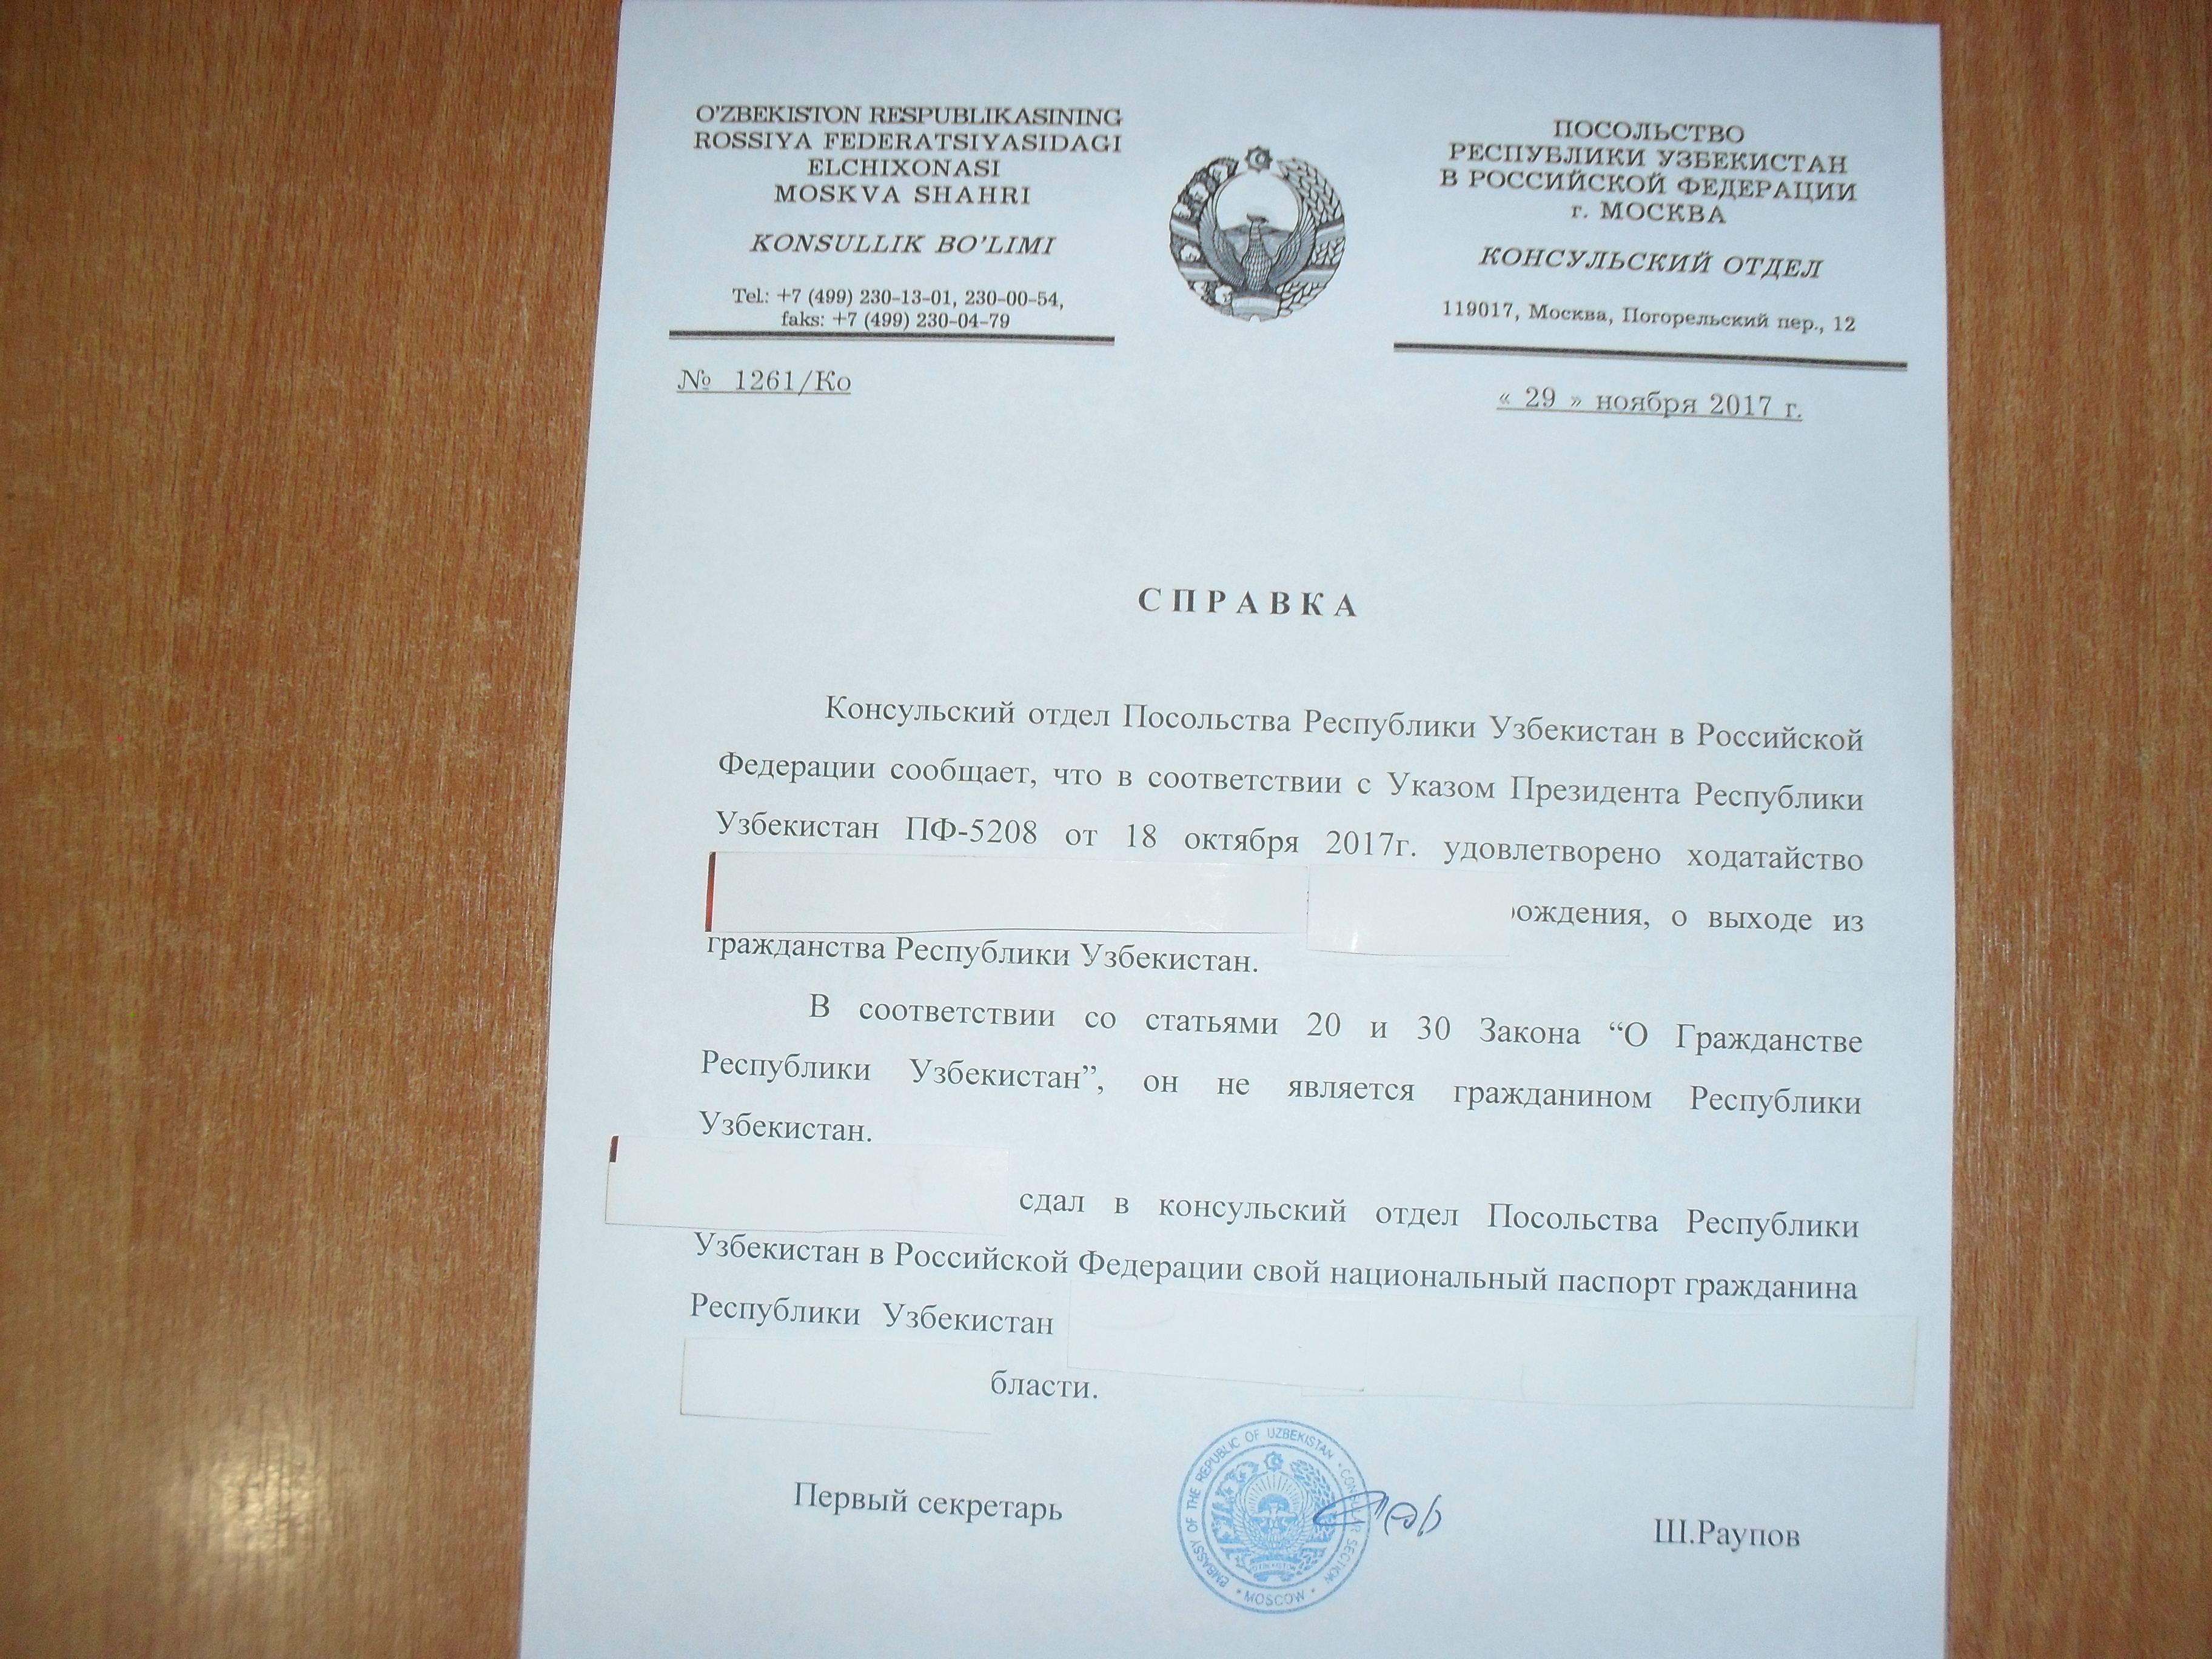 O'ZBEKISTON RESPUBLIKASINING
ROSSIYA FEDERATSIYASIDAGI
ELCHIXONASI
MOSKVA SHAHRI
KONSULLIK BO'LIMI
Tel.: +7 (499) 230-13-01, 230-00-54,
faks: +7 (499) 230-04-79
ПОСОЛЬСТВО
РЕСПУБЛИКИ УЗБЕКИСТАН
В РОССИЙСКОЙ ФЕДЕРАЦИИ
г. МОСКВА
КОНСУЛЬСКИЙ ОТДЕЛ
119017, Москва, Погорельский пер., 12
№ 1261/Ко
« 29 » ноября 2017 г.
СПРАВКА
Консульский отдел Посольства Республики Узбекистан в Российской
Федерации сообщает, что в соответствии с Указом Президента Республики
Узбекистан ПФ-5208 от 18 октября 2017г. удовлетворено ходатайство
рождения, о выходе из
гражданства Республики Узбекистан.
В соответствии со статьями 20 и 30 Закона “О Гражданстве
Республики Узбекистан”, он не является гражданином Республики
Узбекистан.
сдал в консульский отдел Посольства Республики
Узбекистан в Российской Федерации свой национальный паспорт гражданина
Республики Узбекистан
бласти.
Первый секретарь
EMBASSY OF THE REPUBLIC OF UZBEKISTAN • CONSULAR SECTION
• MOSCOW •
Ш.Раупов